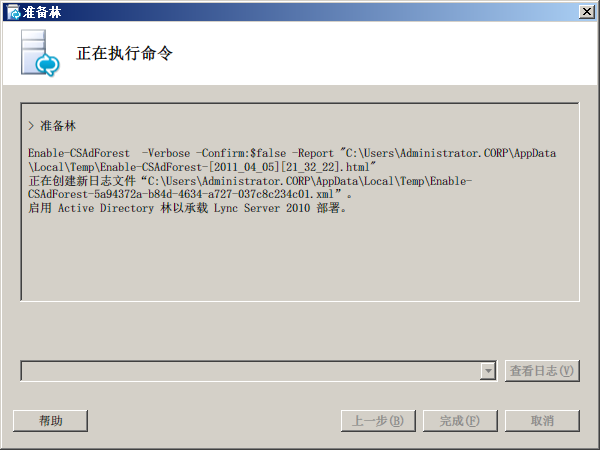 准备林
正在执行命令
> 准备林
Enable-CSAdForest  -Verbose -Confirm:$false -Report "C:\Users\Administrator.CORP\AppData
\Local\Temp\Enable-CSAdForest-[2011_04_05][21_32_22].html"
正在创建新日志文件“C:\Users\Administrator.CORP\AppData\Local\Temp\Enable-
CSAdForest-5a94372a-b84d-4634-a727-037c8c234c01.xml”。
启用 Active Directory 林以承载 Lync Server 2010 部署。
查看日志(V)
帮助
上一步(B)
完成(F)
取消